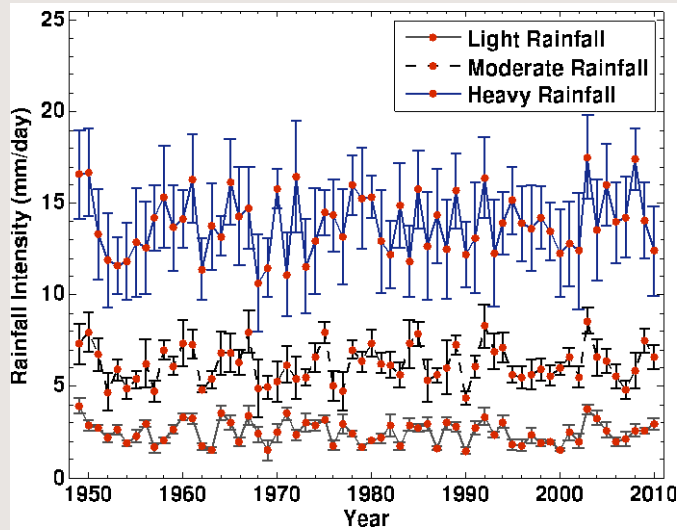 25
20
15
10
5
0
Rainfall Intensity (mm/day)
Light Rainfall
Moderate Rainfall
Heavy Rainfall
1950 1960 1970 1980 1990 2000 2010
Year